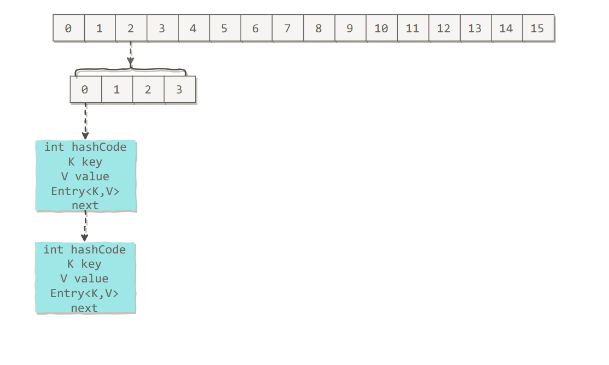 0 1 2 3 4 5 6 7 8 9 10 11 12 13 14 15
0 1 2 3
int hashCode
K key
V value
Entry<K,V>
next
int hashCode
K key
V value
Entry<K,V>
next